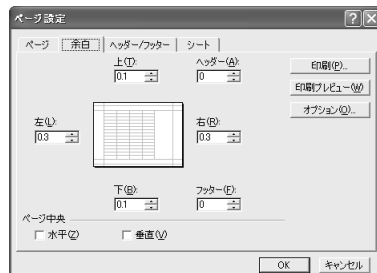 ページ設定
ページ 余白 ヘッダー/フッター シート
上(T): ヘッダー(A):
0.1 0
印刷(P)...
印刷プレビュー(W)
オプション(O)...
左(L): 右(R):
0.3 0.3
下(B): フッター(F):
0.1 0
ページ中央
水平(Z) 垂直(V)
OK キャンセル